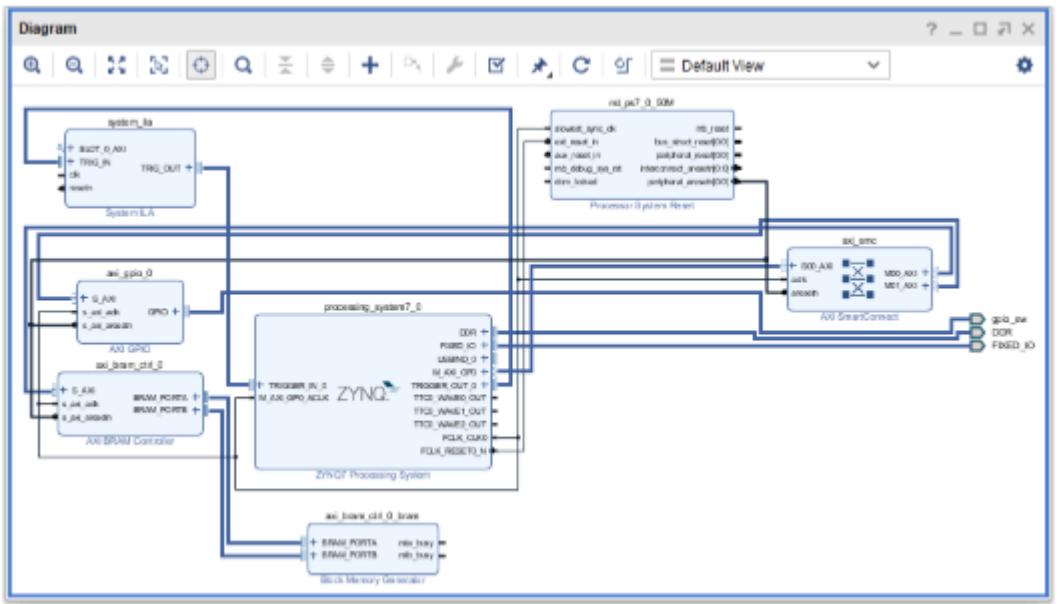 Diagram
Default View
system_ila
SLOT_0_AXI
TRIG_IN
clk
resetn
TRIG_OUT
System ILA
rst_ps7_0_50M
slowest_sync_clk
ext_reset_in
aux_reset_in
mb_debug_sys_rst
dcm_locked
mb_reset
bus_struct_reset[0:0]
peripheral_reset[0:0]
interconnect_aresetn[0:0]
peripheral_aresetn[0:0]
Processor System Reset
axi_smc
S00_AXI
aclk
aresetn
M00_AXI
M01_AXI
AXI SmartConnect
axi_gpio_0
S_AXI
s_axi_aclk
s_axi_aresetn
GPIO
AXI GPIO
axi_bram_ctrl_0
S_AXI
s_axi_aclk
s_axi_aresetn
BRAM_PORTA
BRAM_PORTB
AXI BRAM Controller
processing_system7_0
TRIGGER_IN_0
M_AXI_GP0_ACLK
ZYNQ
DDR
FIXED_IO
USBIND_0
M_AXI_GP0
TRIGGER_OUT_0
TTC0_WAVE0_OUT
TTC0_WAVE1_OUT
TTC0_WAVE2_OUT
FCLK_CLK0
FCLK_RESET0_N
ZYNQ7 Processing System
gpio_sw
DDR
FIXED_IO
axi_bram_ctrl_0_bram
BRAM_PORTA
BRAM_PORTB
rsta_busy
rstb_busy
Block Memory Generator